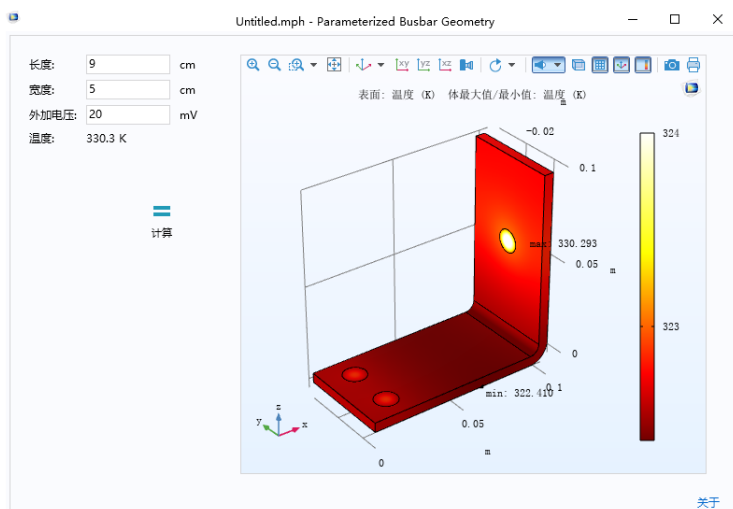 Untitled.mph - Parameterized Busbar Geometry
长度: 9 cm
宽度: 5 cm
外加电压: 20 mV
温度: 330.3 K
计算
xy yz xz
表面: 温度 (K) 体最大值/最小值: 温度 (K)
m
-0.02
324
0.1
max: 330.293
0.05
m
323
0
0.1
min: 322.410
0.05
m
0
z
y
x
关于